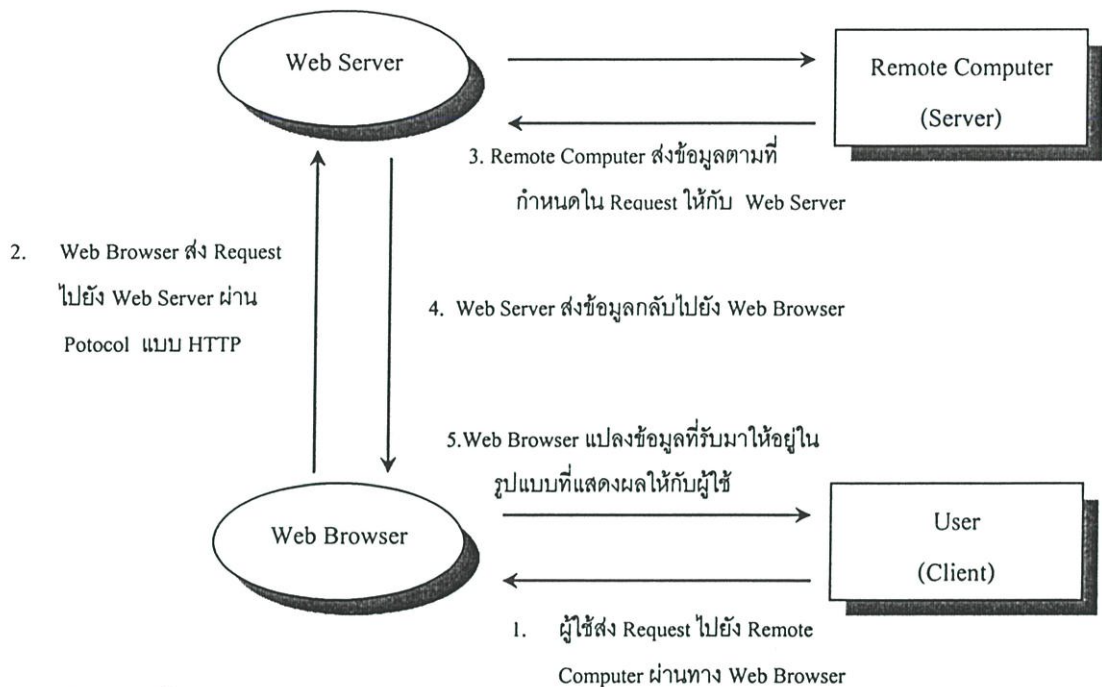 Web Server
Remote Computer
(Server)
3. Remote Computer ส่งข้อมูลตามที่
กำหนดใน Request ให้กับ Web Server
2. Web Browser ส่ง Request
ไปยัง Web Server ผ่าน
Potocol แบบ HTTP
4. Web Server ส่งข้อมูลกลับไปยัง Web Browser
5.Web Browser แปลงข้อมูลที่รับมาให้อยู่ใน
รูปแบบที่แสดงผลให้กับผู้ใช้
Web Browser
User
(Client)
1. ผู้ใช้ส่ง Request ไปยัง Remote
Computer ผ่านทาง Web Browser